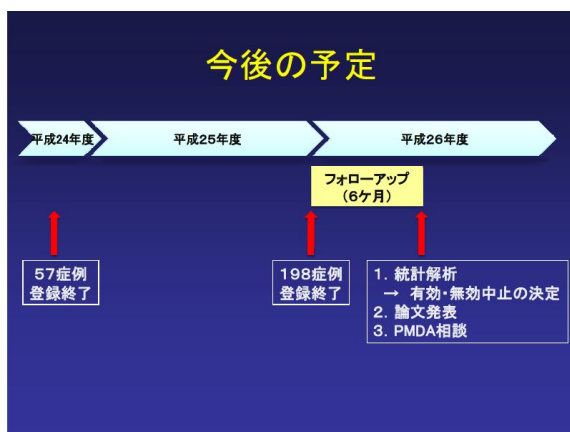 今後の予定
平成24年度
平成25年度
平成26年度
フォローアップ
(6ケ月)
57症例
登録終了
198症例
登録終了
1. 統計解析
→ 有効・無効中止の決定
2. 論文発表
3. PMDA相談